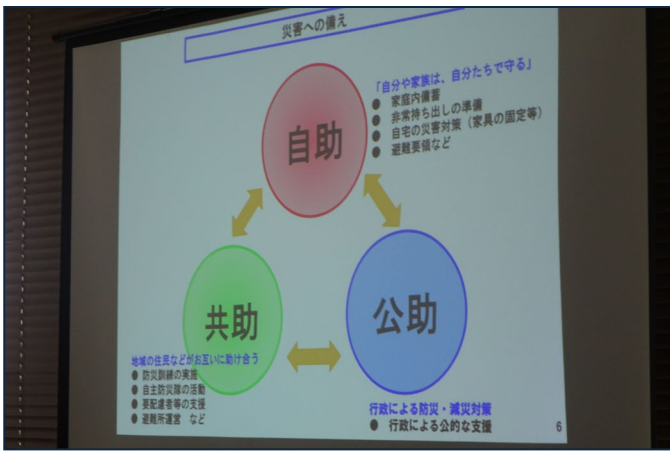 災害への備え
自助
「自分や家族は、自分たちで守る」
● 家庭内備蓄
● 非常持ち出しの準備
● 自宅の災害対策（家具の固定等）
● 避難要領など
共助
地域の住民などがお互いに助け合う
● 防災訓練の実施
● 自主防災隊の活動
● 要配慮者等の支援
● 避難所運営 など
公助
行政による防災・減災対策
● 行政による公的な支援
6